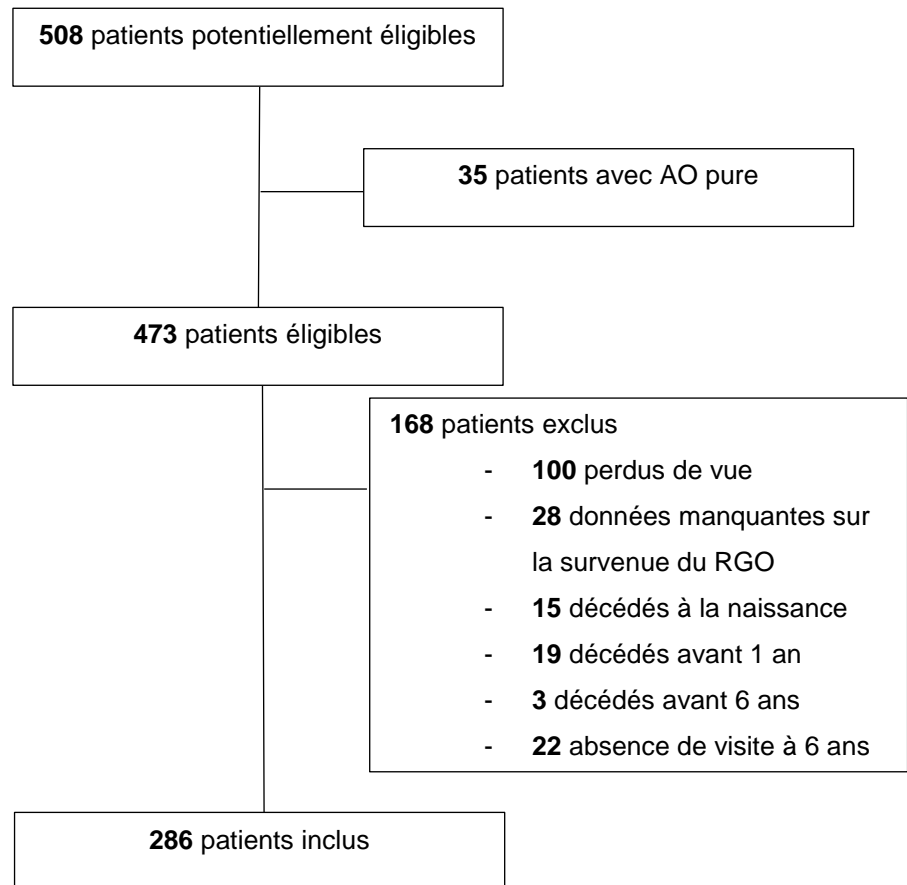 508 patients potentiellement éligibles
35 patients avec AO pure
473 patients éligibles
168 patients exclus
- 100 perdus de vue
- 28 données manquantes sur
la survenue du RGO
- 15 décédés à la naissance
- 19 décédés avant 1 an
- 3 décédés avant 6 ans
- 22 absence de visite à 6 ans
286 patients inclus